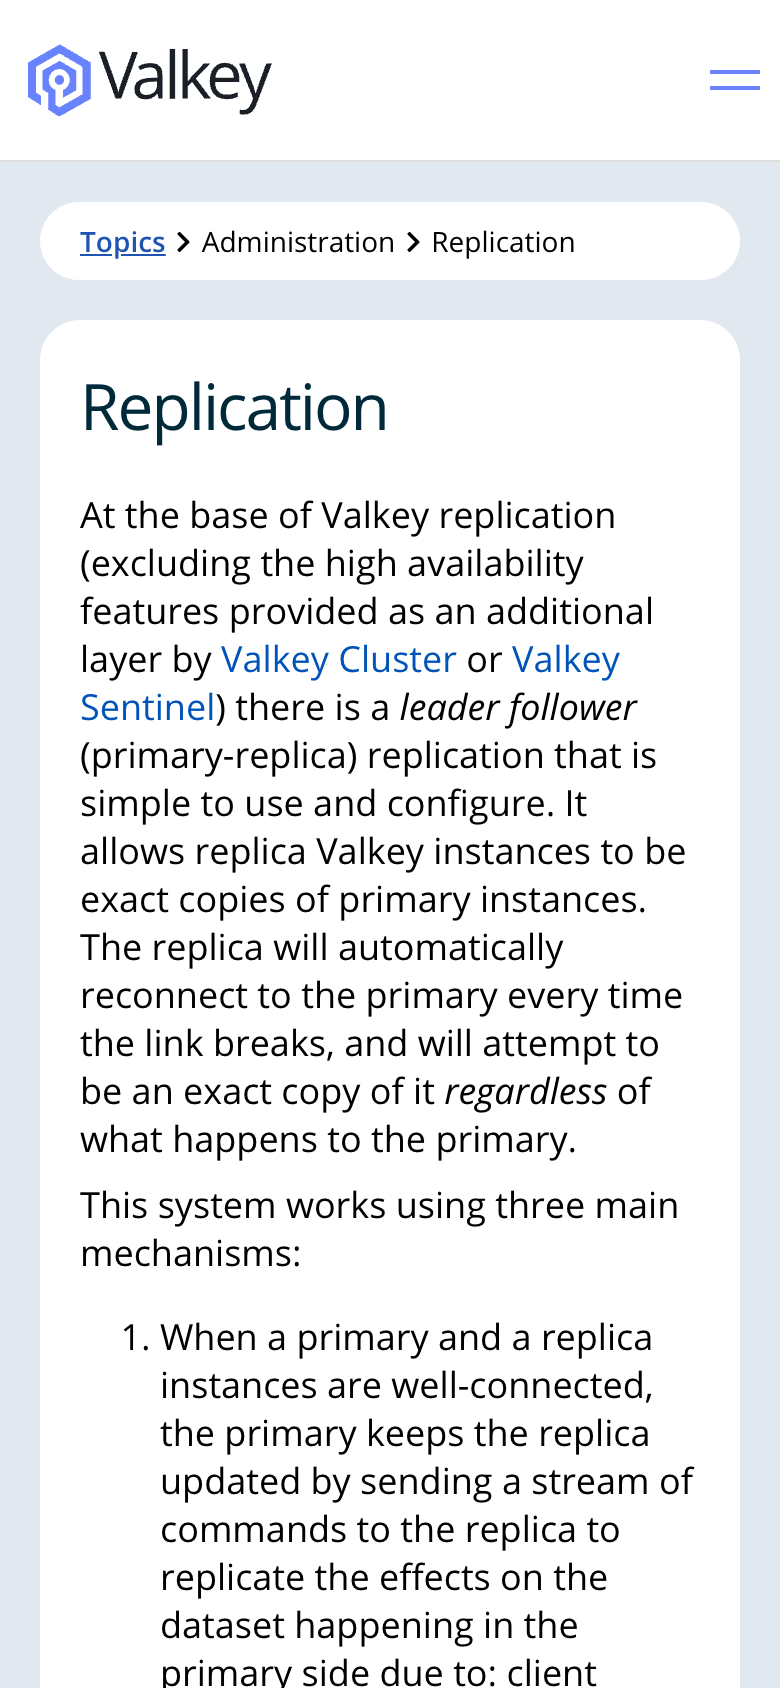 Valkey
Topics > Administration > Replication
Replication
At the base of Valkey replication
(excluding the high availability
features provided as an additional
layer by Valkey Cluster or Valkey
Sentinel) there is a leader follower
(primary-replica) replication that is
simple to use and configure. It
allows replica Valkey instances to be
exact copies of primary instances.
The replica will automatically
reconnect to the primary every time
the link breaks, and will attempt to
be an exact copy of it regardless of
what happens to the primary.
This system works using three main
mechanisms:
1. When a primary and a replica
instances are well-connected,
the primary keeps the replica
updated by sending a stream of
commands to the replica to
replicate the effects on the
dataset happening in the
primary side due to: client